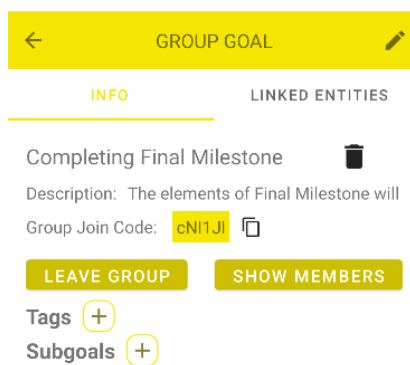 GROUP GOAL
INFO LINKED ENTITIES
Completing Final Milestone
Description: The elements of Final Milestone will
Group Join Code: cNI1JI
LEAVE GROUP SHOW MEMBERS
Tags +
Subgoals +